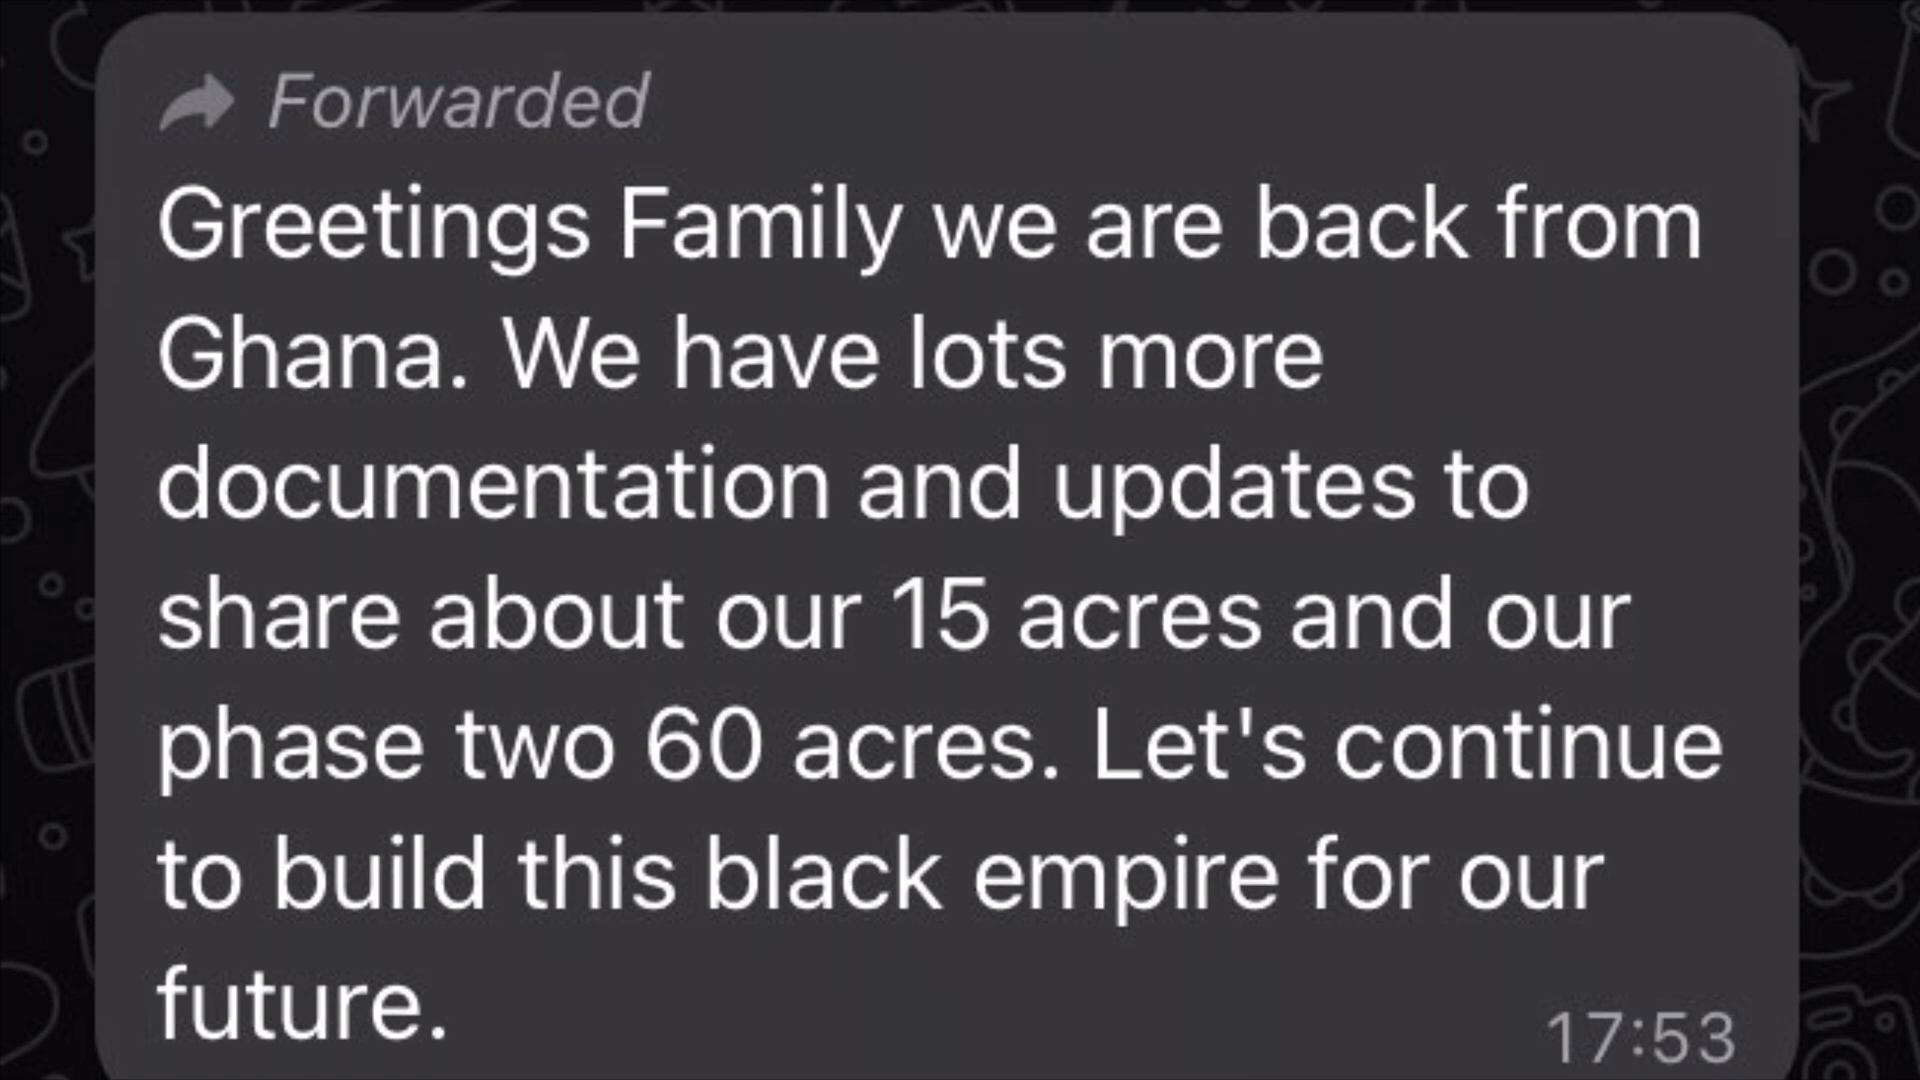 Forwarded
Greetings Family we are back from
Ghana. We have lots more
documentation and updates to
share about our 15 acres and our
phase two 60 acres. Let's continue
to build this black empire for our
future.
17:53